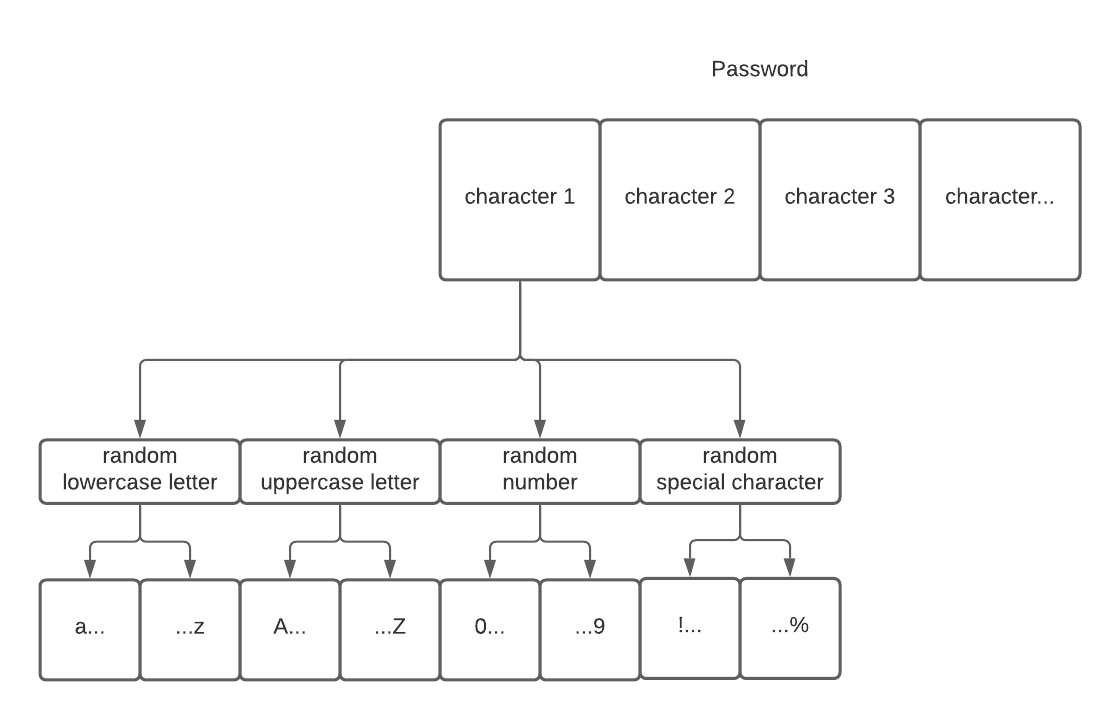 Password
character 1
character 2
character 3
character...
random
lowercase letter
random
uppercase letter
random
number
random
special character
a...
...z
A...
...Z
0...
...9
!...
...%